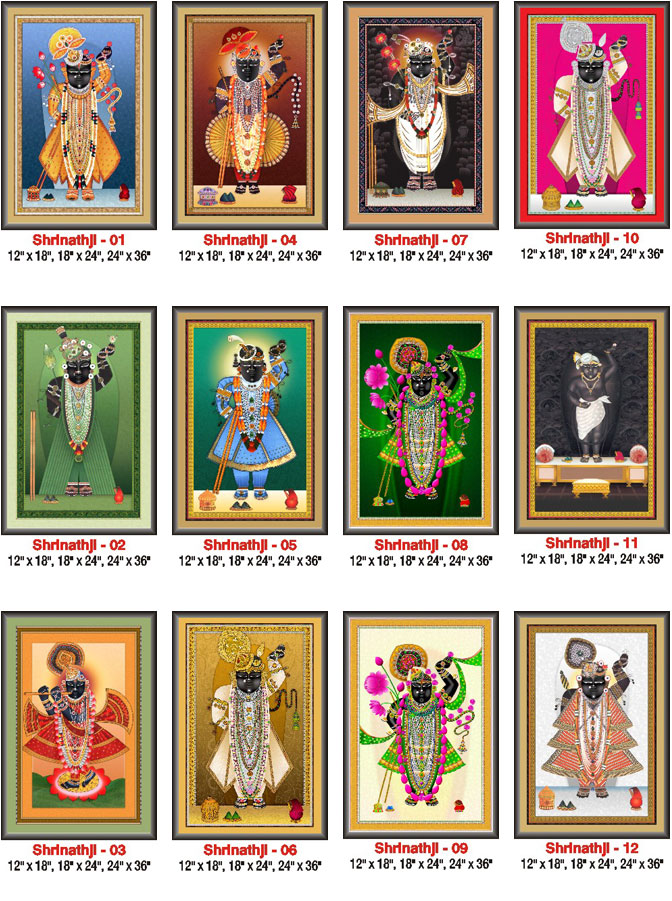 Shrinathji - 01
12" x 18", 18" x 24", 24" x 36"
Shrinathji - 04
12" x 18", 18" x 24", 24" x 36"
Shrinathji - 07
12" x 18", 18" x 24", 24" x 36"
Shrinathji - 10
12" x 18", 18" x 24", 24" x 36"
Shrinathji - 02
12" x 18", 18" x 24", 24" x 36"
Shrinathji - 05
12" x 18", 18" x 24", 24" x 36"
Shrinathji - 08
12" x 18", 18" x 24", 24" x 36"
Shrinathji - 11
12" x 18", 18" x 24", 24" x 36"
Shrinathji - 03
12" x 18", 18" x 24", 24" x 36"
Shrinathji - 06
12" x 18", 18" x 24", 24" x 36"
Shrinathji - 09
12" x 18", 18" x 24", 24" x 36"
Shrinathji - 12
12" x 18", 18" x 24", 24" x 36"